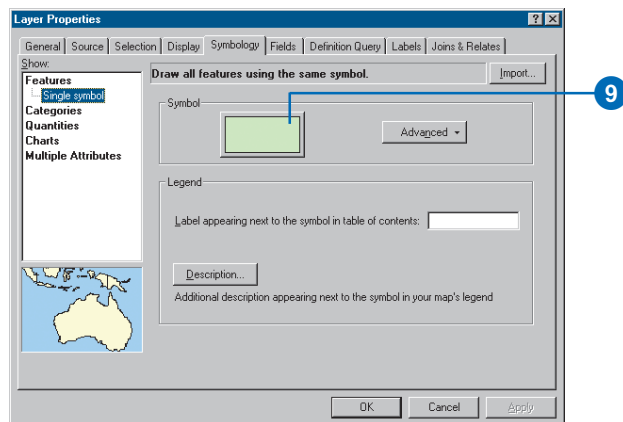 Layer Properties
General Source Selection Display Symbology Fields Definition Query Labels Joins & Relates
Show:
Features
Single symbol
Categories
Quantities
Charts
Multiple Attributes
Draw all features using the same symbol.
Import...
Symbol
Advanced
9
Legend
Label appearing next to the symbol in table of contents:
Description...
Additional description appearing next to the symbol in your map's legend
OK Cancel Apply